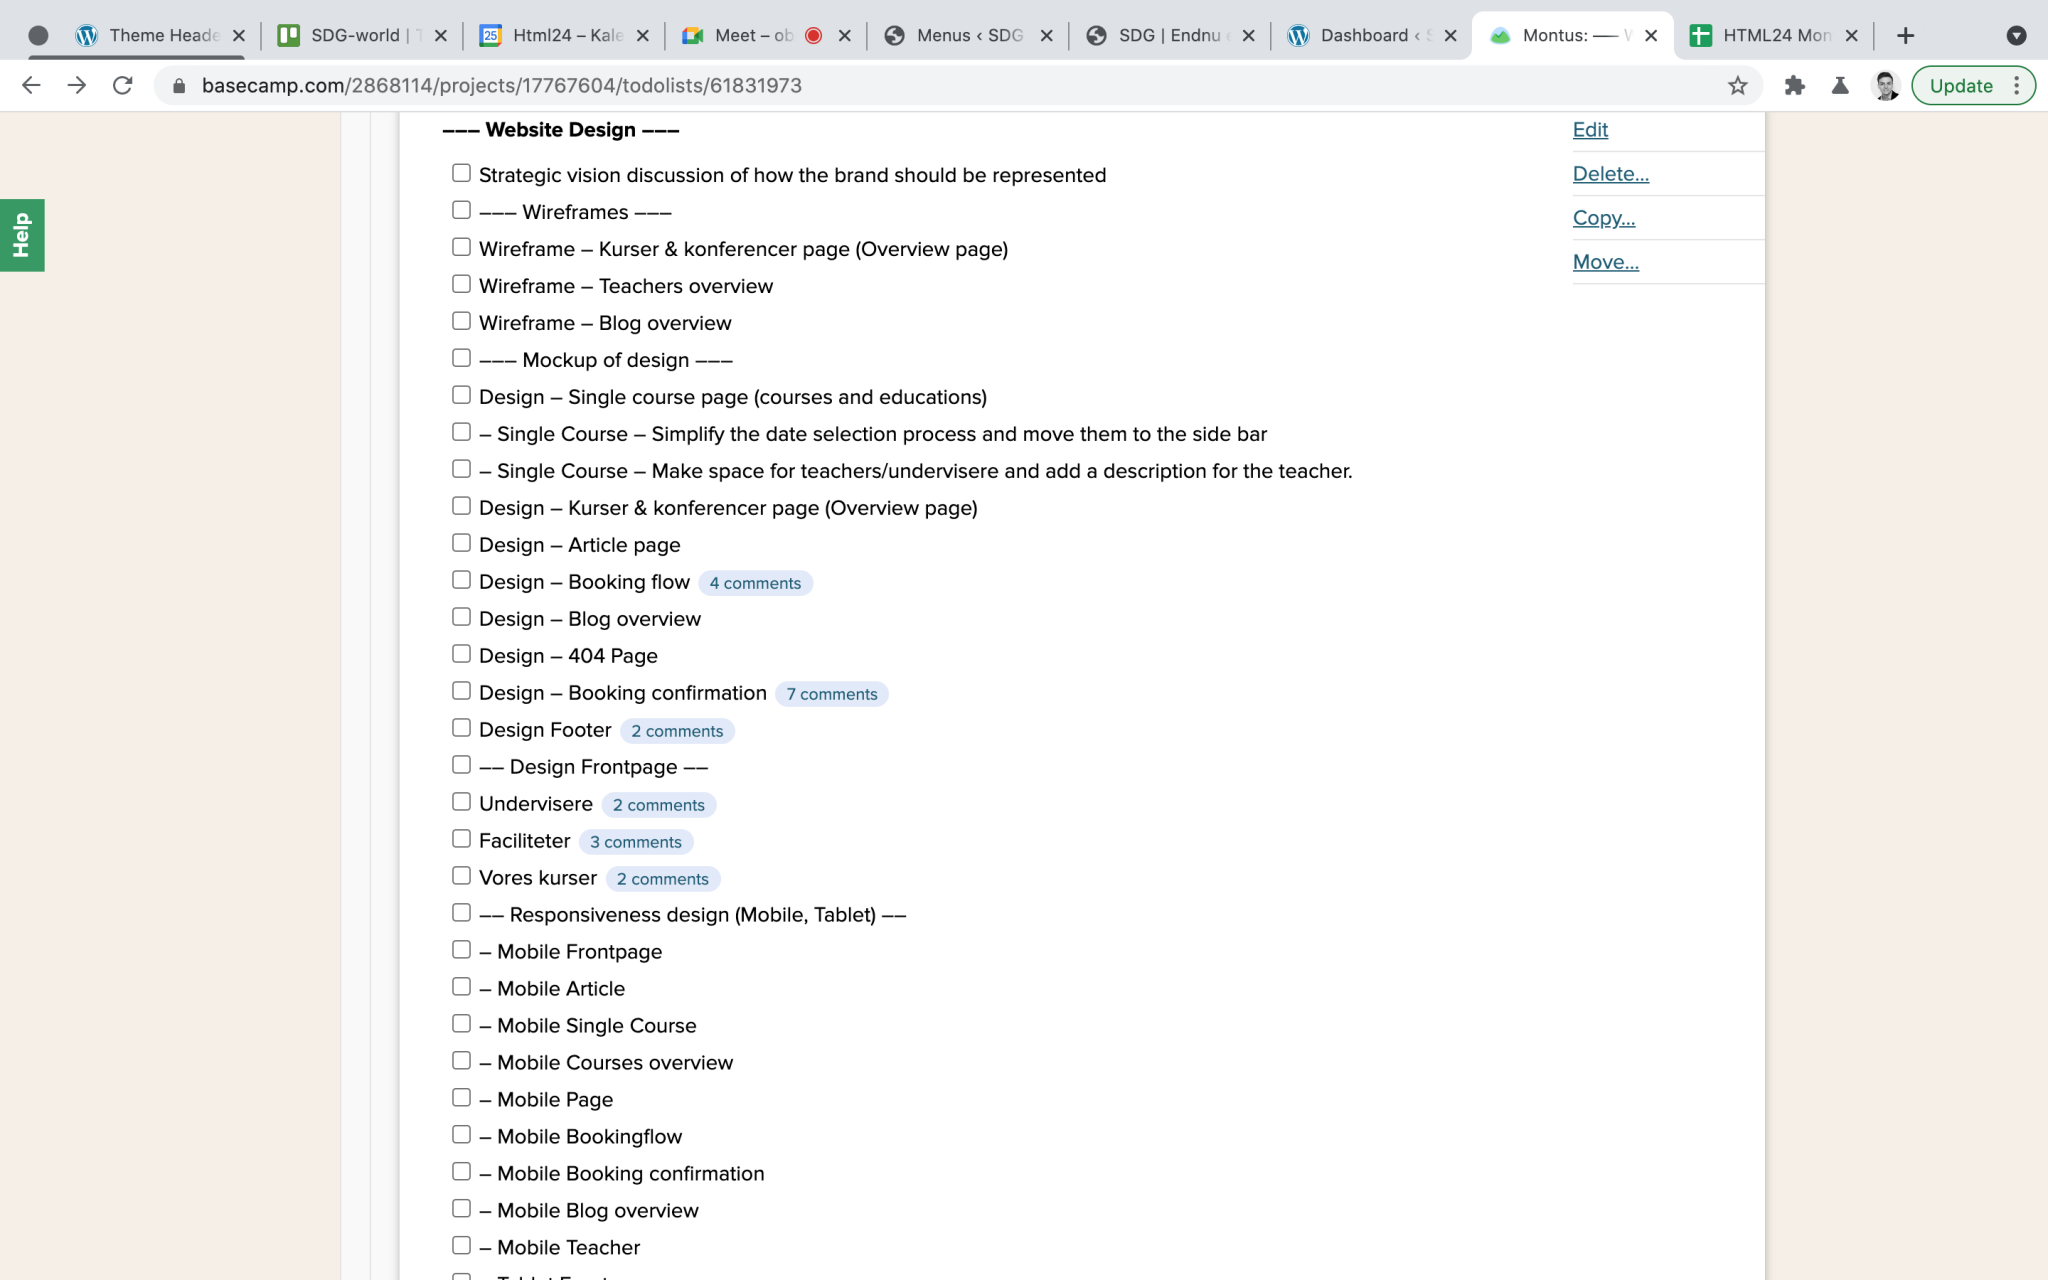 Theme Heade
SDG-world | T
Html24 – Kale
Meet – ob
Menus ‹ SDG
SDG | Endnu
Dashboard ‹ S
Montus: —— W
HTML24 Mon
basecamp.com/2868114/projects/17767604/todolists/61831973
Update
Help
––– Website Design –––
Edit
Delete...
Copy...
Move...
Strategic vision discussion of how the brand should be represented
––– Wireframes –––
Wireframe – Kurser & konferencer page (Overview page)
Wireframe – Teachers overview
Wireframe – Blog overview
––– Mockup of design –––
Design – Single course page (courses and educations)
– Single Course – Simplify the date selection process and move them to the side bar
– Single Course – Make space for teachers/undervisere and add a description for the teacher.
Design – Kurser & konferencer page (Overview page)
Design – Article page
Design – Booking flow 4 comments
Design – Blog overview
Design – 404 Page
Design – Booking confirmation 7 comments
Design Footer 2 comments
–– Design Frontpage ––
Undervisere 2 comments
Faciliteter 3 comments
Vores kurser 2 comments
–– Responsiveness design (Mobile, Tablet) ––
– Mobile Frontpage
– Mobile Article
– Mobile Single Course
– Mobile Courses overview
– Mobile Page
– Mobile Bookingflow
– Mobile Booking confirmation
– Mobile Blog overview
– Mobile Teacher